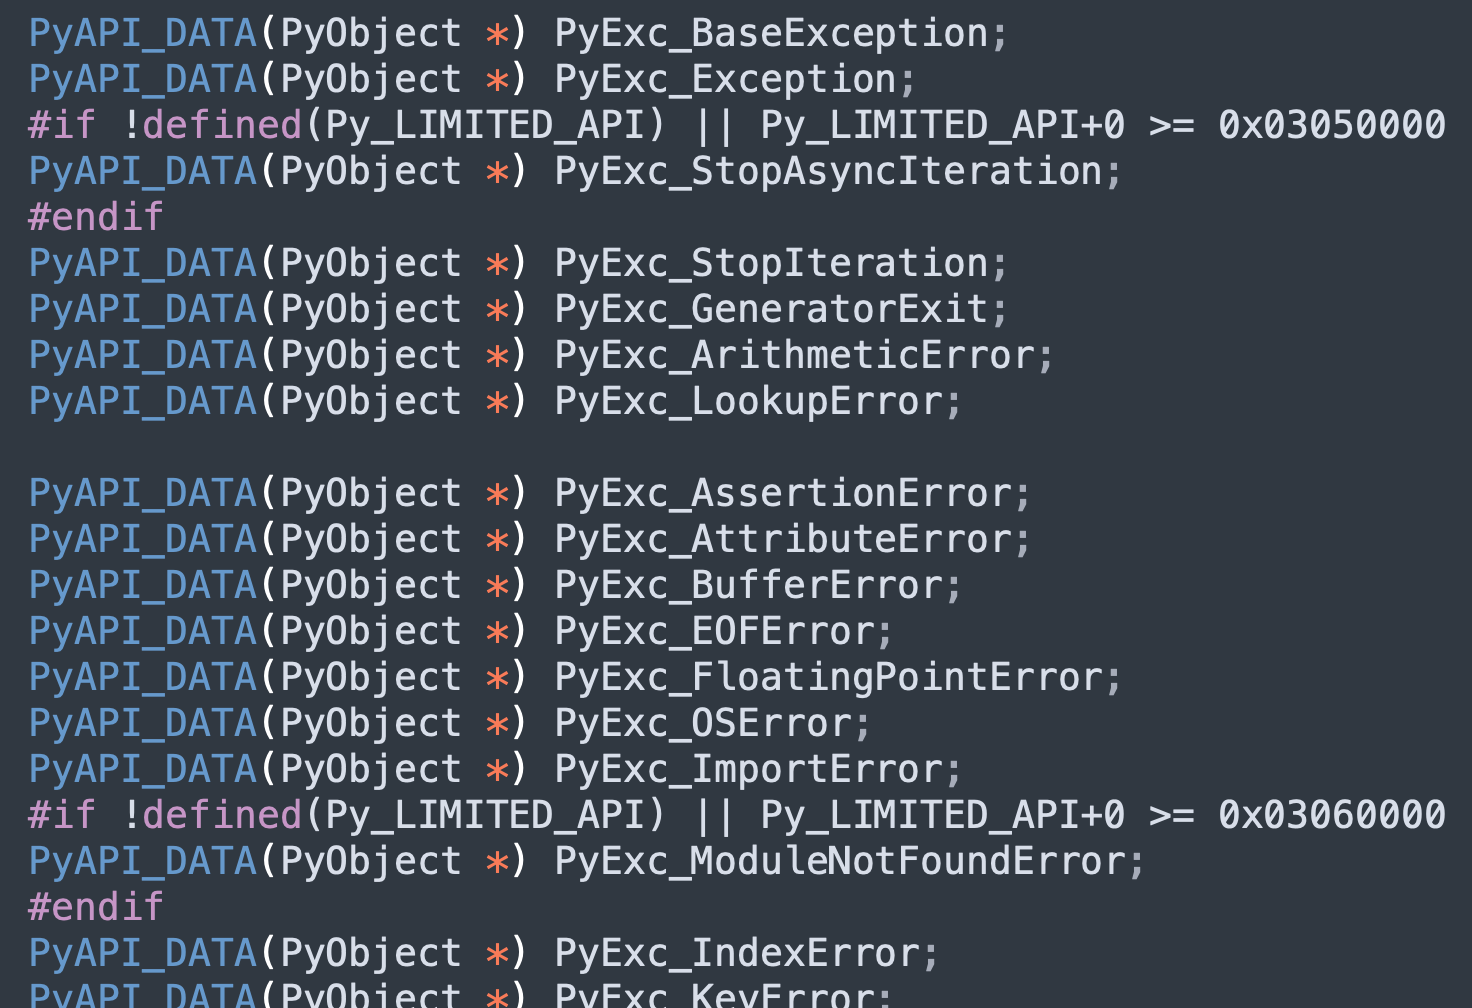 PyAPI_DATA(PyObject *) PyExc_BaseException;
PyAPI_DATA(PyObject *) PyExc_Exception;
#if !defined(Py_LIMITED_API) || Py_LIMITED_API+0 >= 0x03050000
PyAPI_DATA(PyObject *) PyExc_StopAsyncIteration;
#endif
PyAPI_DATA(PyObject *) PyExc_StopIteration;
PyAPI_DATA(PyObject *) PyExc_GeneratorExit;
PyAPI_DATA(PyObject *) PyExc_ArithmeticError;
PyAPI_DATA(PyObject *) PyExc_LookupError;

PyAPI_DATA(PyObject *) PyExc_AssertionError;
PyAPI_DATA(PyObject *) PyExc_AttributeError;
PyAPI_DATA(PyObject *) PyExc_BufferError;
PyAPI_DATA(PyObject *) PyExc_EOFError;
PyAPI_DATA(PyObject *) PyExc_FloatingPointError;
PyAPI_DATA(PyObject *) PyExc_OSError;
PyAPI_DATA(PyObject *) PyExc_ImportError;
#if !defined(Py_LIMITED_API) || Py_LIMITED_API+0 >= 0x03060000
PyAPI_DATA(PyObject *) PyExc_ModuleNotFoundError;
#endif
PyAPI_DATA(PyObject *) PyExc_IndexError;
PyAPI_DATA(PyObject *) PyExc_KeyError;